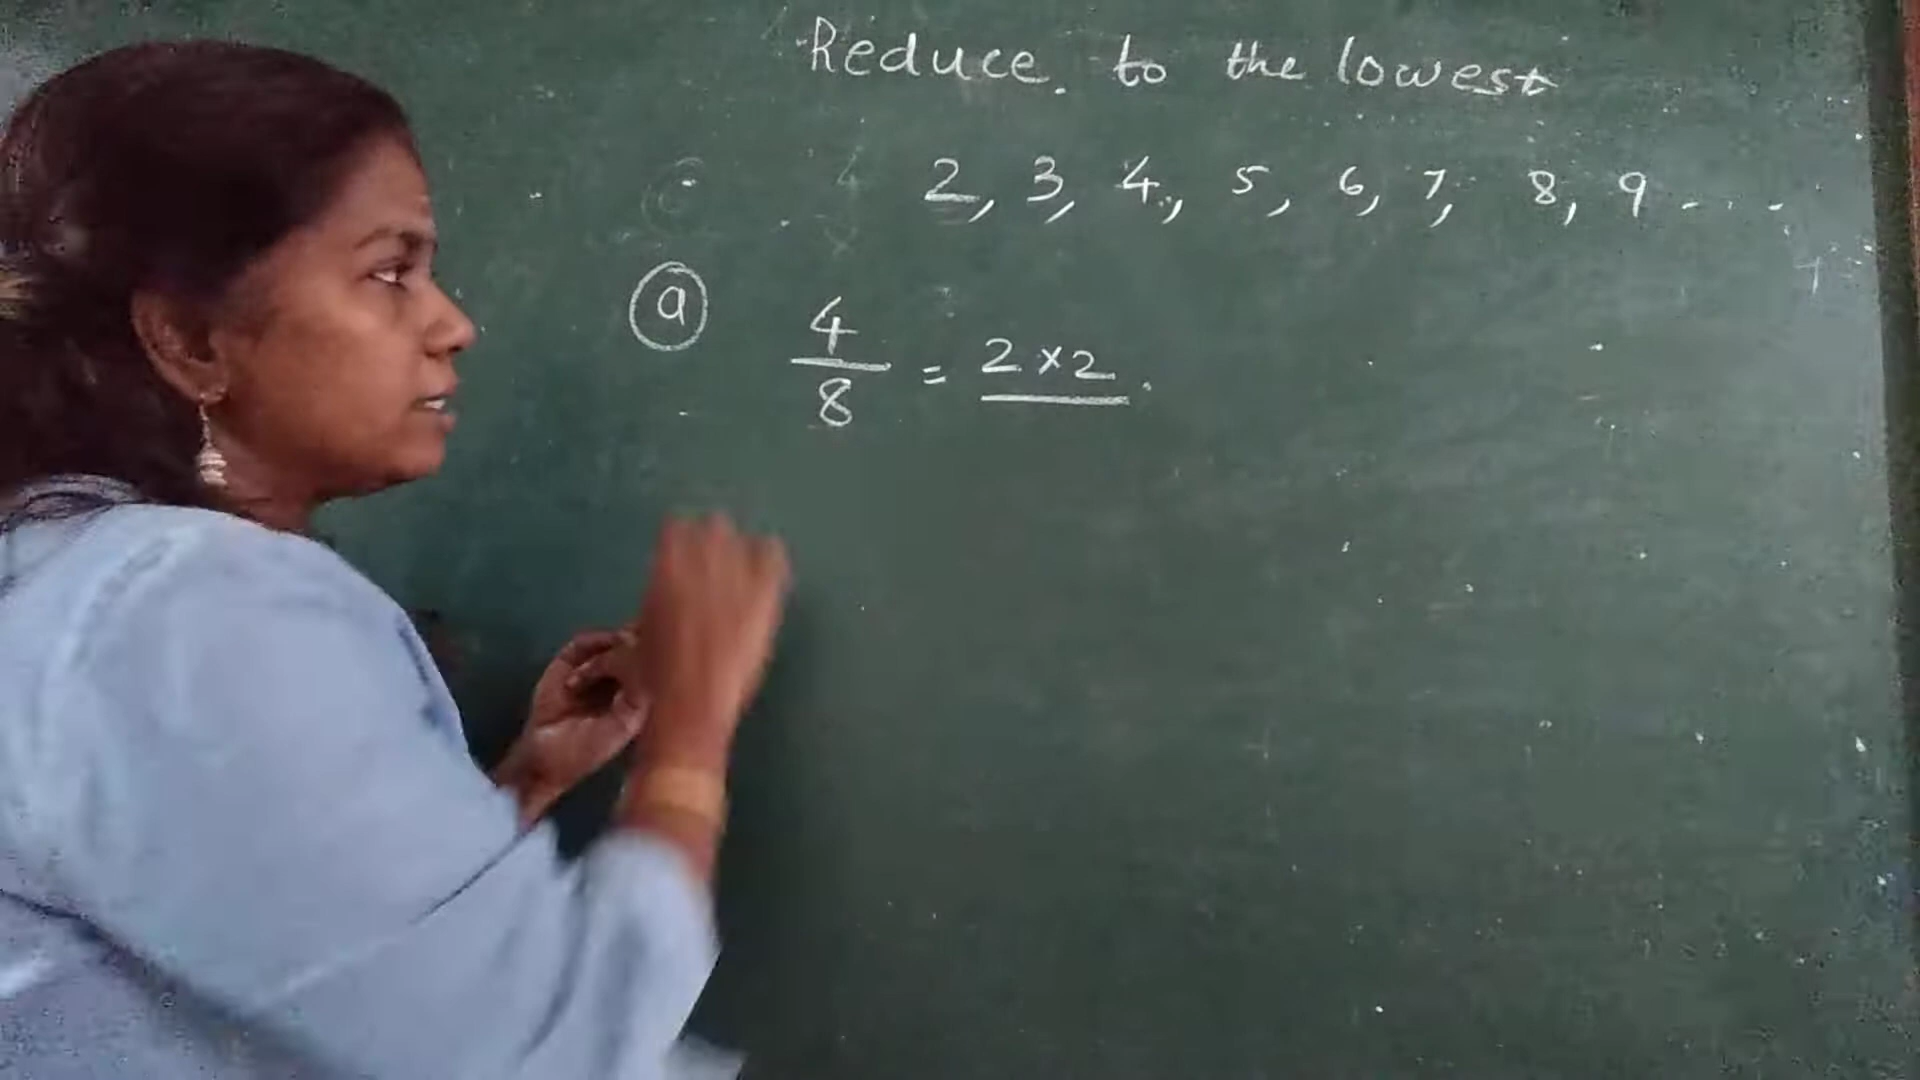 Reduce. to the lowest
2, 3, 4, 5, 6, 7, 8, 9 ....
a 4/8 = 2×2